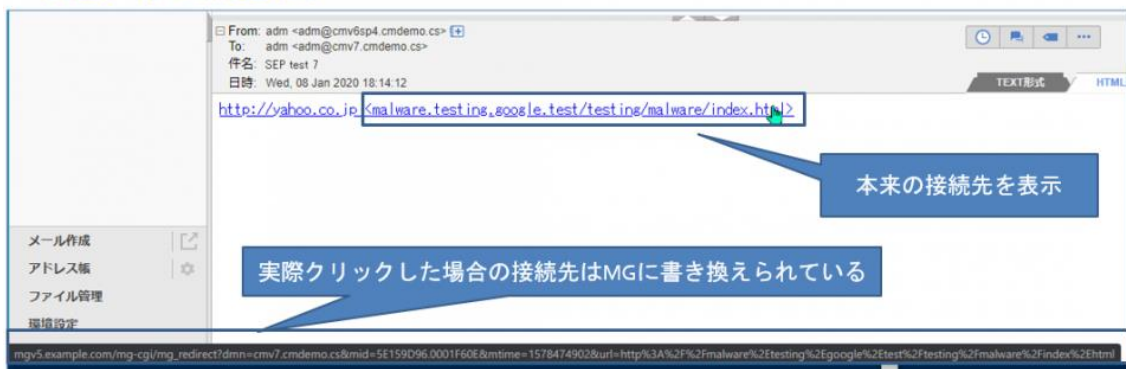 From: adm <adm@cmv6sp4.cmdemo.cs>
To: adm <adm@cmv7.cmdemo.cs>
件名: SEP test 7
日時: Wed, 08 Jan 2020 18:14:12
TEXT形式 HTML
http://yahoo.co.jp <malware.testing.google.test/testing/malware/index.html>
本来の接続先を表示
メール作成
アドレス帳
ファイル管理
環境設定
実際クリックした場合の接続先はMGに書き換えられている
mgv5.example.com/mg-cgi/mg_redirect?dmn=cmv7.cmdemo.cs&mid=5E159D96.0001F60E&mtime=1578474902&url=http%3A%2F%2Fmalware%2Etesting%2Egoogle%2Etest%2Ftesting%2Fmalware%2Findex%2Ehtml